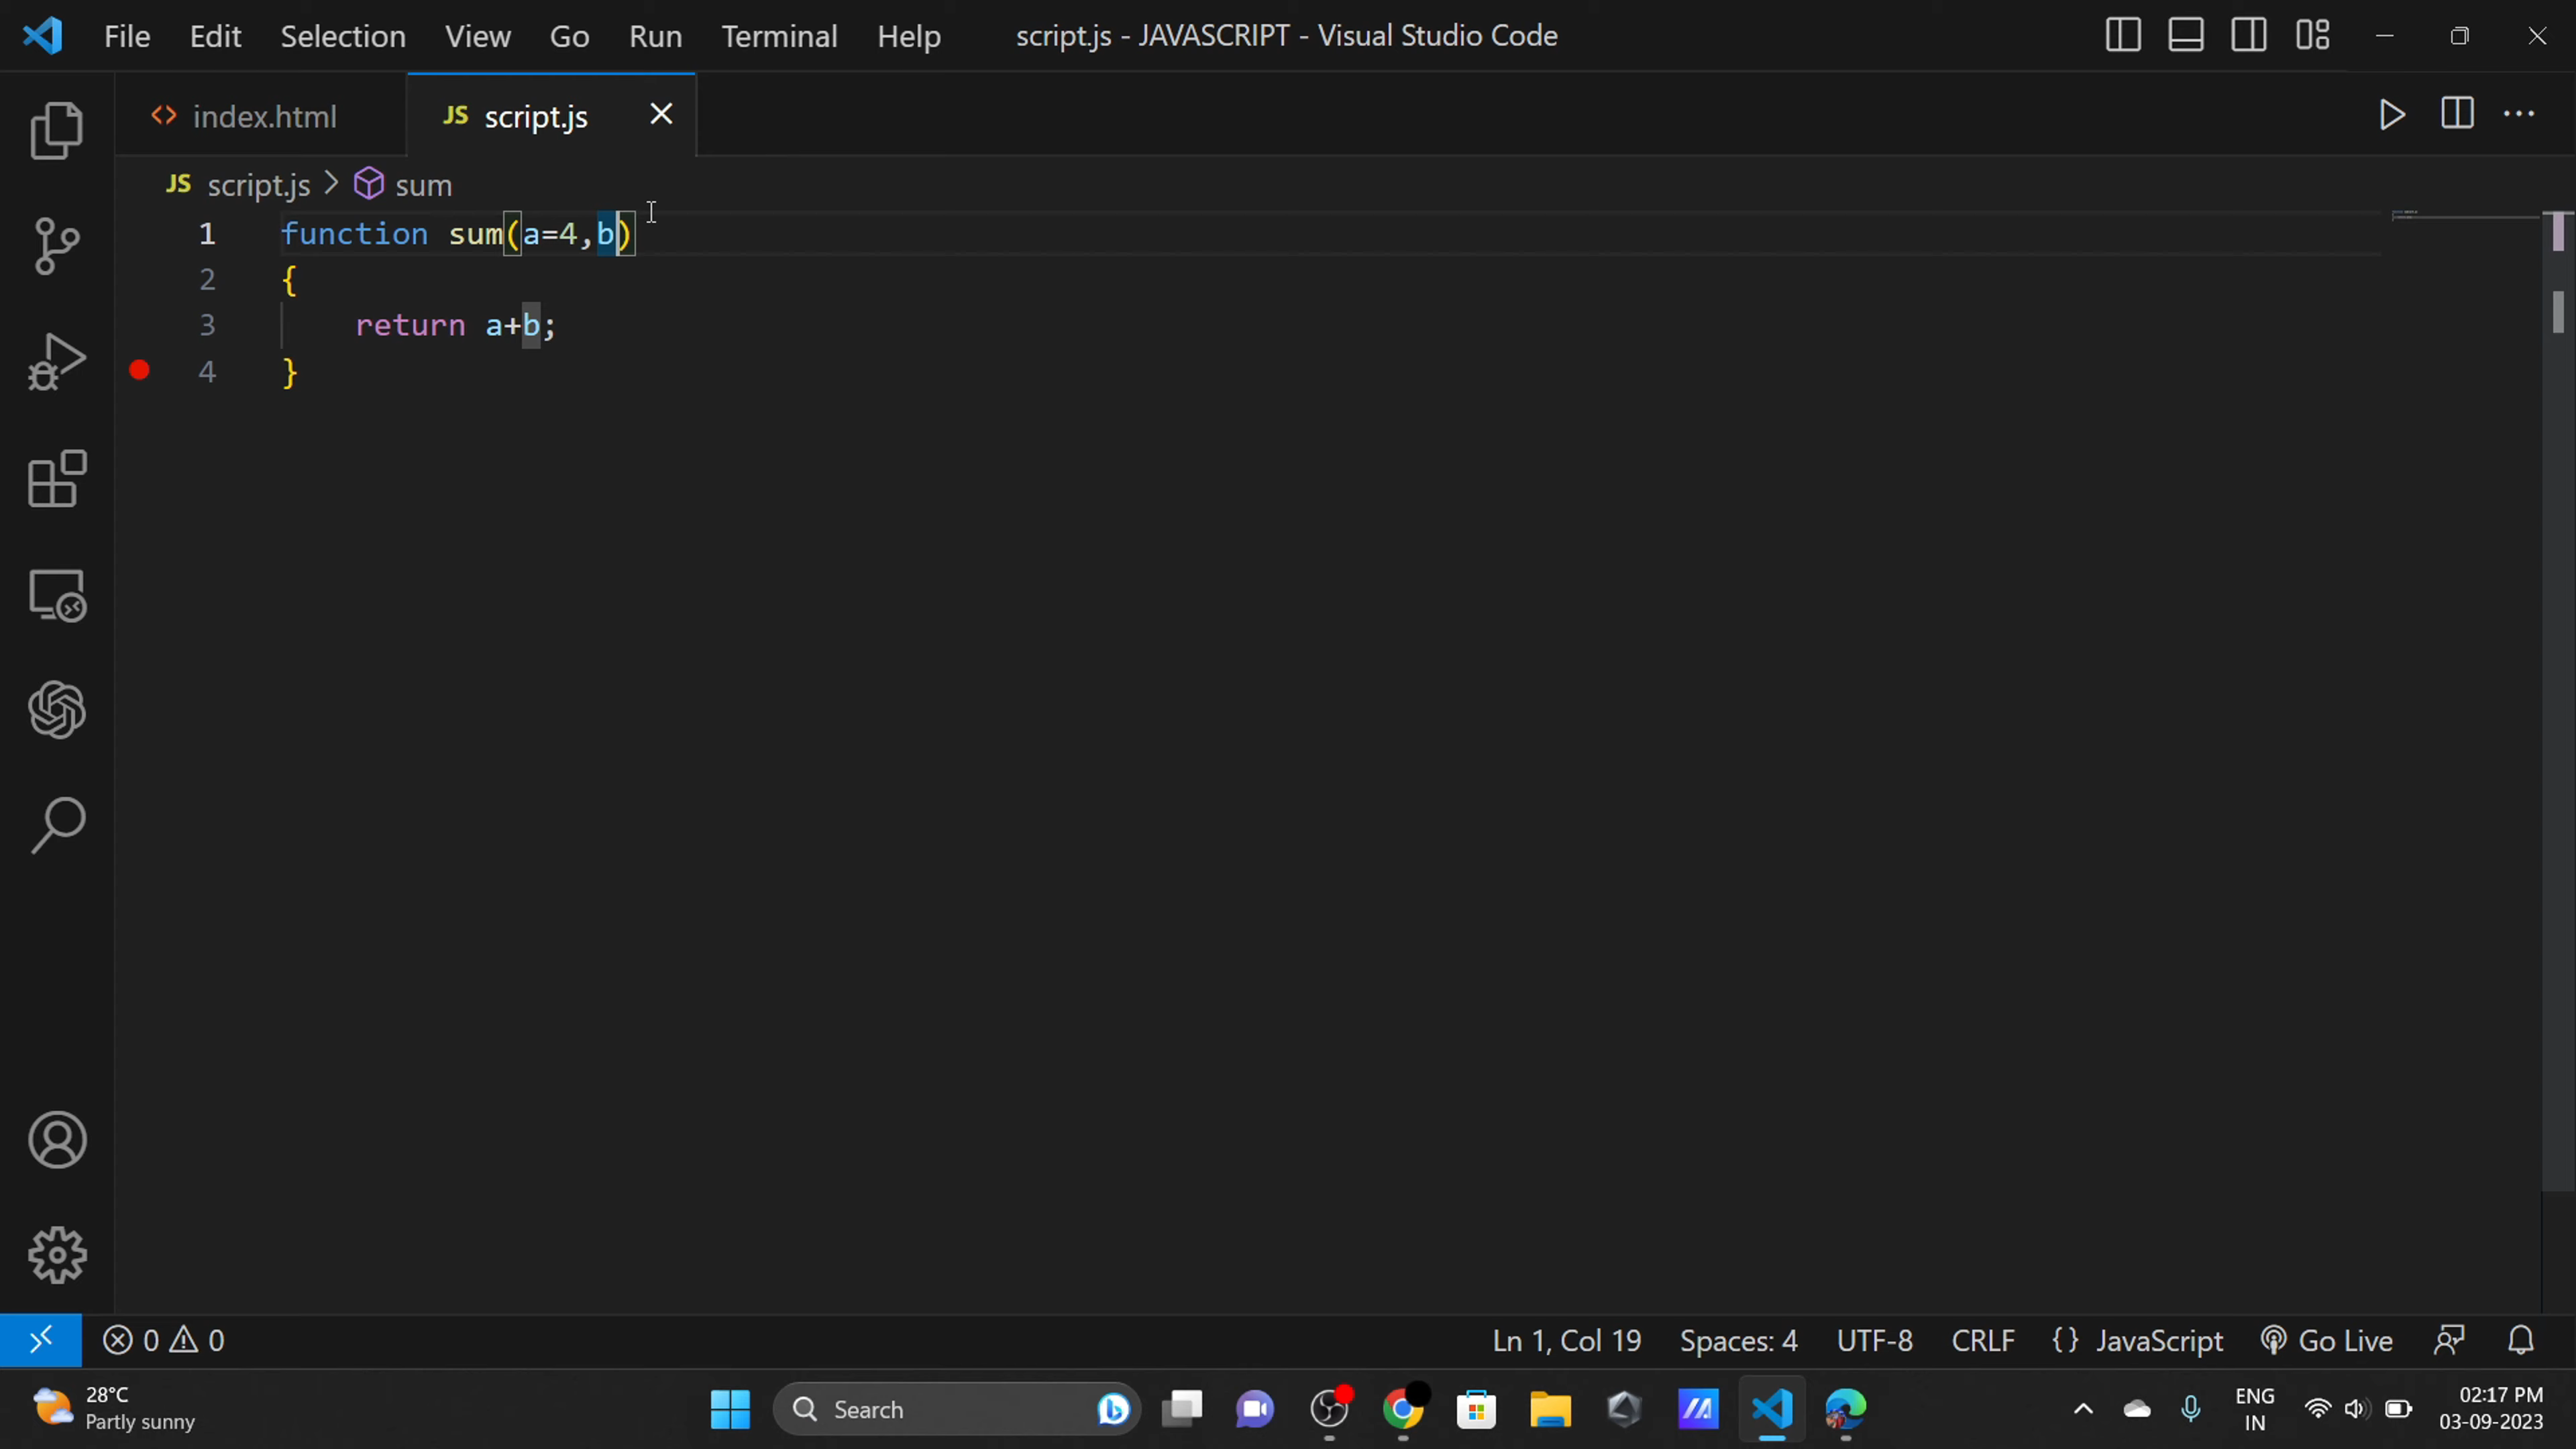 File Edit Selection View Go Run Terminal Help script.js - JAVASCRIPT - Visual Studio Code
<> index.html JS script.js
JS script.js > sum
1 function sum(a=4,b)
2 {
3 return a+b;
4 }
0 0 Ln 1, Col 19 Spaces: 4 UTF-8 CRLF {} JavaScript Go Live
28°C
Partly sunny
Search
ENG
IN
02:17 PM
03-09-2023